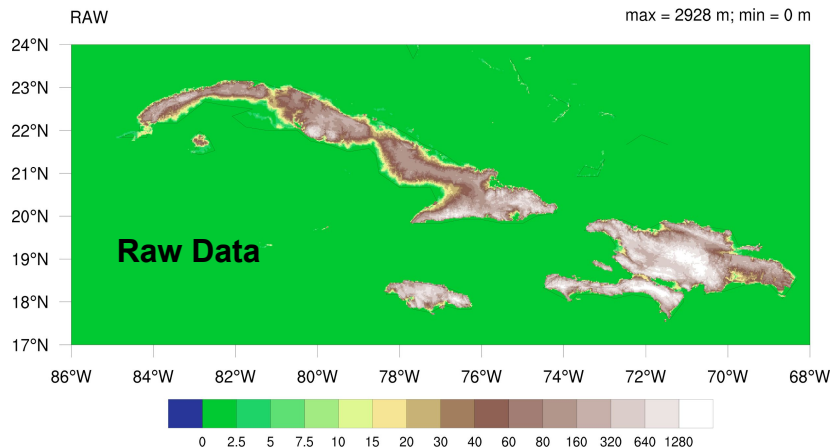 RAW
max = 2928 m; min = 0 m
24°N
23°N
22°N
21°N
20°N
19°N
18°N
17°N
Raw Data
86°W 84°W 82°W 80°W 78°W 76°W 74°W 72°W 70°W 68°W
0 2.5 5 7.5 10 15 20 30 40 60 80 160 320 640 1280